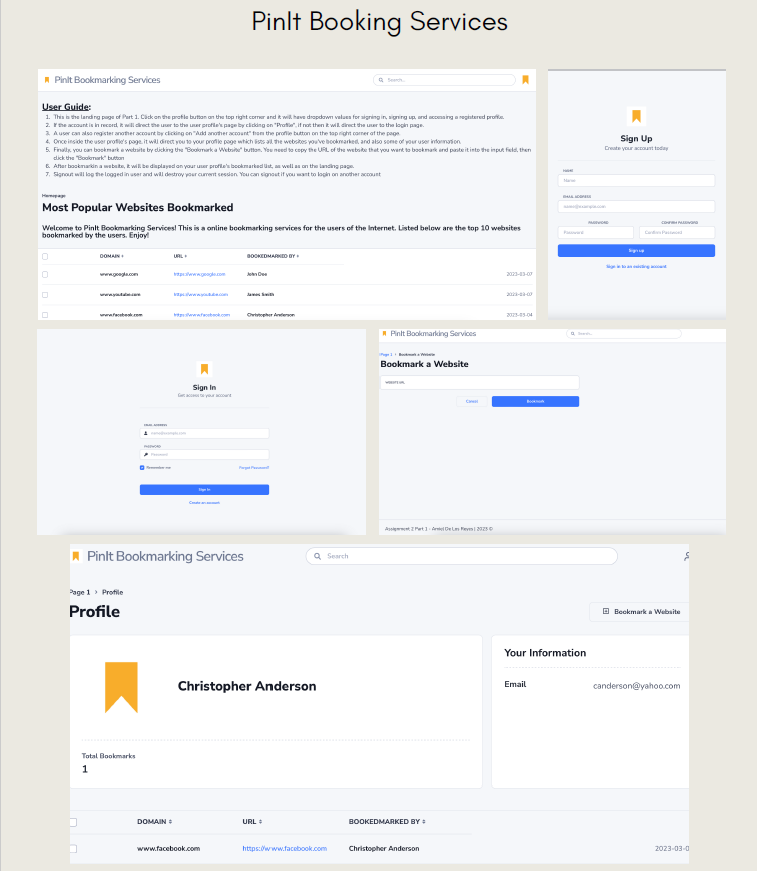 PinIt Booking Services
PinIt Bookmarking Services
Search...
User Guide:
1. This is the landing page of Part 1. Click on the profile button on the top right corner and it will have dropdown values for signing in, signing up, and accessing a registered profile.
2. If the account is in record, it will direct the user to the user profile's page by clicking on "Profile", if not then it will direct the user to the login page.
3. A user can also register another account by clicking on "Add another account" from the profile button on the top right corner of the page.
4. Once inside the user profile's page, it will direct you to your profile page which lists all the websites you've bookmarked, and also some of your user information.
5. Finally, you can bookmark a website by clicking the "Bookmark a Website" button. You need to copy the URL of the website that you want to bookmark and paste it into the input field, then
click the "Bookmark" button
6. After bookmarkin a website, it will be displayed on your user profile's bookmarked list, as well as on the landing page.
7. Signout will log the logged in user and will destroy your current session. You can signout if you want to login on another account
Homepage
Most Popular Websites Bookmarked
Welcome to PinIt Bookmarking Services! This is a online bookmarking services for the users of the Internet. Listed below are the top 10 websites
bookmarked by the users. Enjoy!
DOMAIN URL BOOKEDMARKED BY
www.google.com https://www.google.com John Doe 2023-03-07
www.youtube.com https://www.youtube.com James Smith 2023-03-07
www.facebook.com https://www.facebook.com Christopher Anderson 2023-03-04
Sign Up
Create your account today
NAME
Name
EMAIL ADDRESS
name@example.com
PASSWORD CONFIRM PASSWORD
Password Confirm Password
Sign up
Sign in to an existing account
Sign In
Get access to your account
EMAIL ADDRESS
name@example.com
PASSWORD
Password
Remember me Forgot Password?
Sign in
Create an account
PinIt Bookmarking Services
Search...
Page 1 > Bookmark a Website
Bookmark a Website
WEBSITE URL
Cancel Bookmark
Assignment 2 Part 1 - Amiel De Los Reyes | 2023 ©
PinIt Bookmarking Services
Search
Page 1 > Profile
Profile
Bookmark a Website
Christopher Anderson
Total Bookmarks
1
Your Information
Email canderson@yahoo.com
DOMAIN URL BOOKEDMARKED BY
www.facebook.com https://www.facebook.com Christopher Anderson 2023-03-0